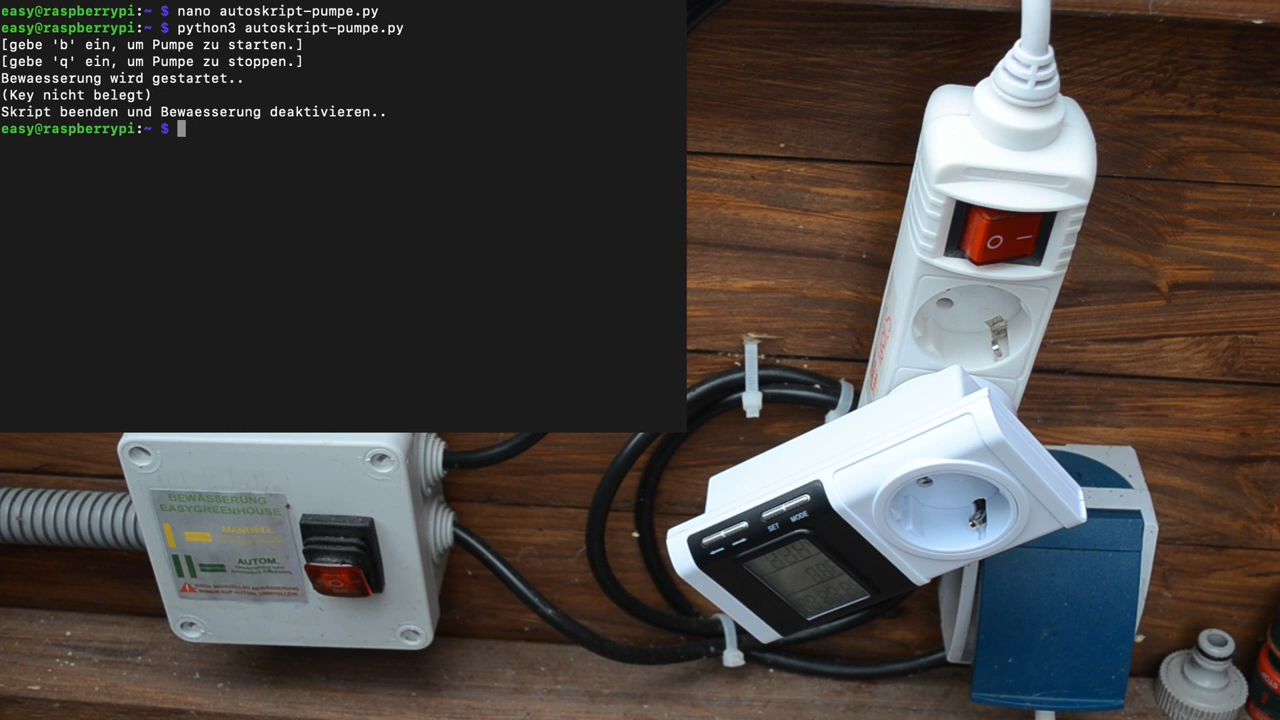 easy@raspberrypi:~ $ nano autoskript-pumpe.py
easy@raspberrypi:~ $ python3 autoskript-pumpe.py
[gebe 'b' ein, um Pumpe zu starten.]
[gebe 'q' ein, um Pumpe zu stoppen.]
Bewaesserung wird gestartet..
(Key nicht belegt)
Skript beenden und Bewaesserung deaktivieren..
easy@raspberrypi:~ $
BEWÄSSERUNG
EASYGREENHOUSE
MANUELL
AUTOM.
SET
MODE